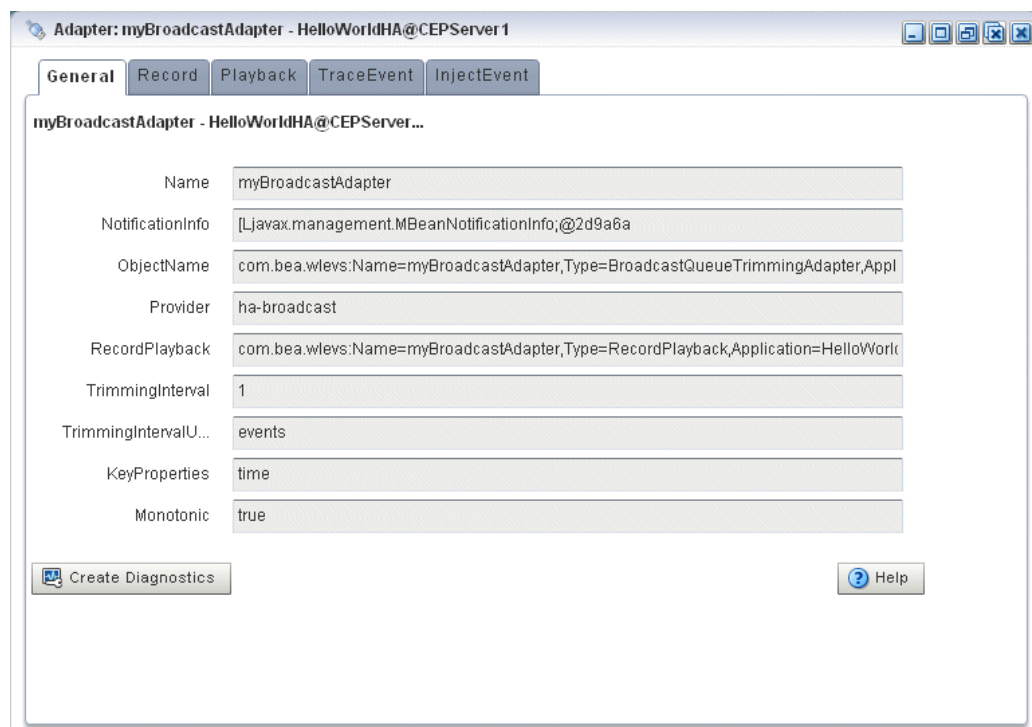 Adapter: myBroadcastAdapter - HelloWorldHA@CEPServer1
General Record Playback TraceEvent InjectEvent
myBroadcastAdapter - HelloWorldHA@CEPServer...
Name myBroadcastAdapter
NotificationInfo [Ljavax.management.MBeanNotificationInfo;@2d9a6a
ObjectName com.bea.wlevs:Name=myBroadcastAdapter,Type=BroadcastQueueTrimmingAdapter,Appl
Provider ha-broadcast
RecordPlayback com.bea.wlevs:Name=myBroadcastAdapter,Type=RecordPlayback,Application=HelloWorld
TrimmingInterval 1
TrimmingIntervalU... events
KeyProperties time
Monotonic true
Create Diagnostics Help